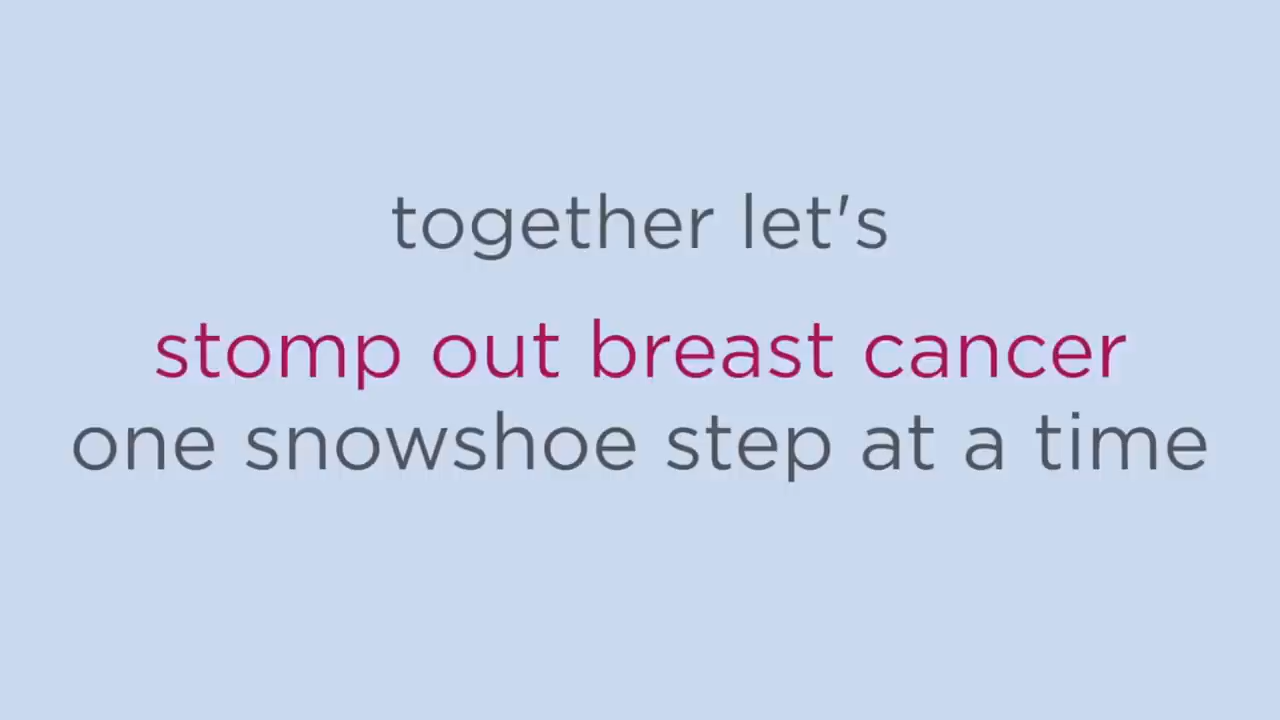 together let's
stomp out breast cancer
one snowshoe step at a time